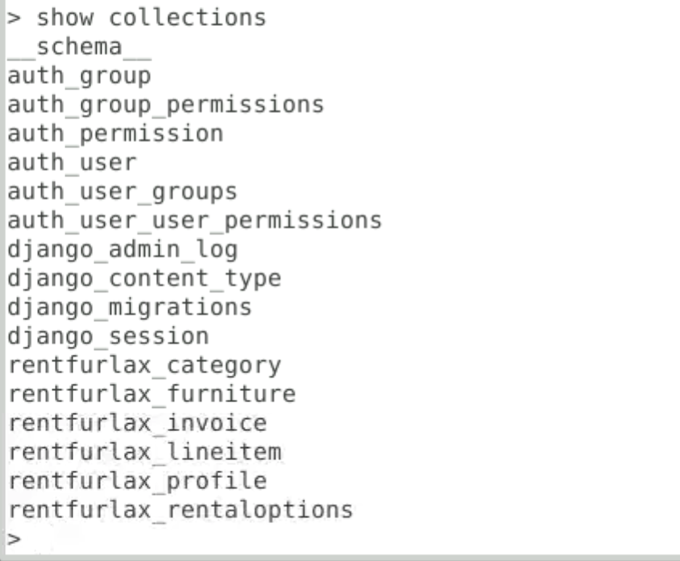 > show collections
__schema__
auth_group
auth_group_permissions
auth_permission
auth_user
auth_user_groups
auth_user_user_permissions
django_admin_log
django_content_type
django_migrations
django_session
rentfurlax_category
rentfurlax_furniture
rentfurlax_invoice
rentfurlax_lineitem
rentfurlax_profile
rentfurlax_rentaloptions
>